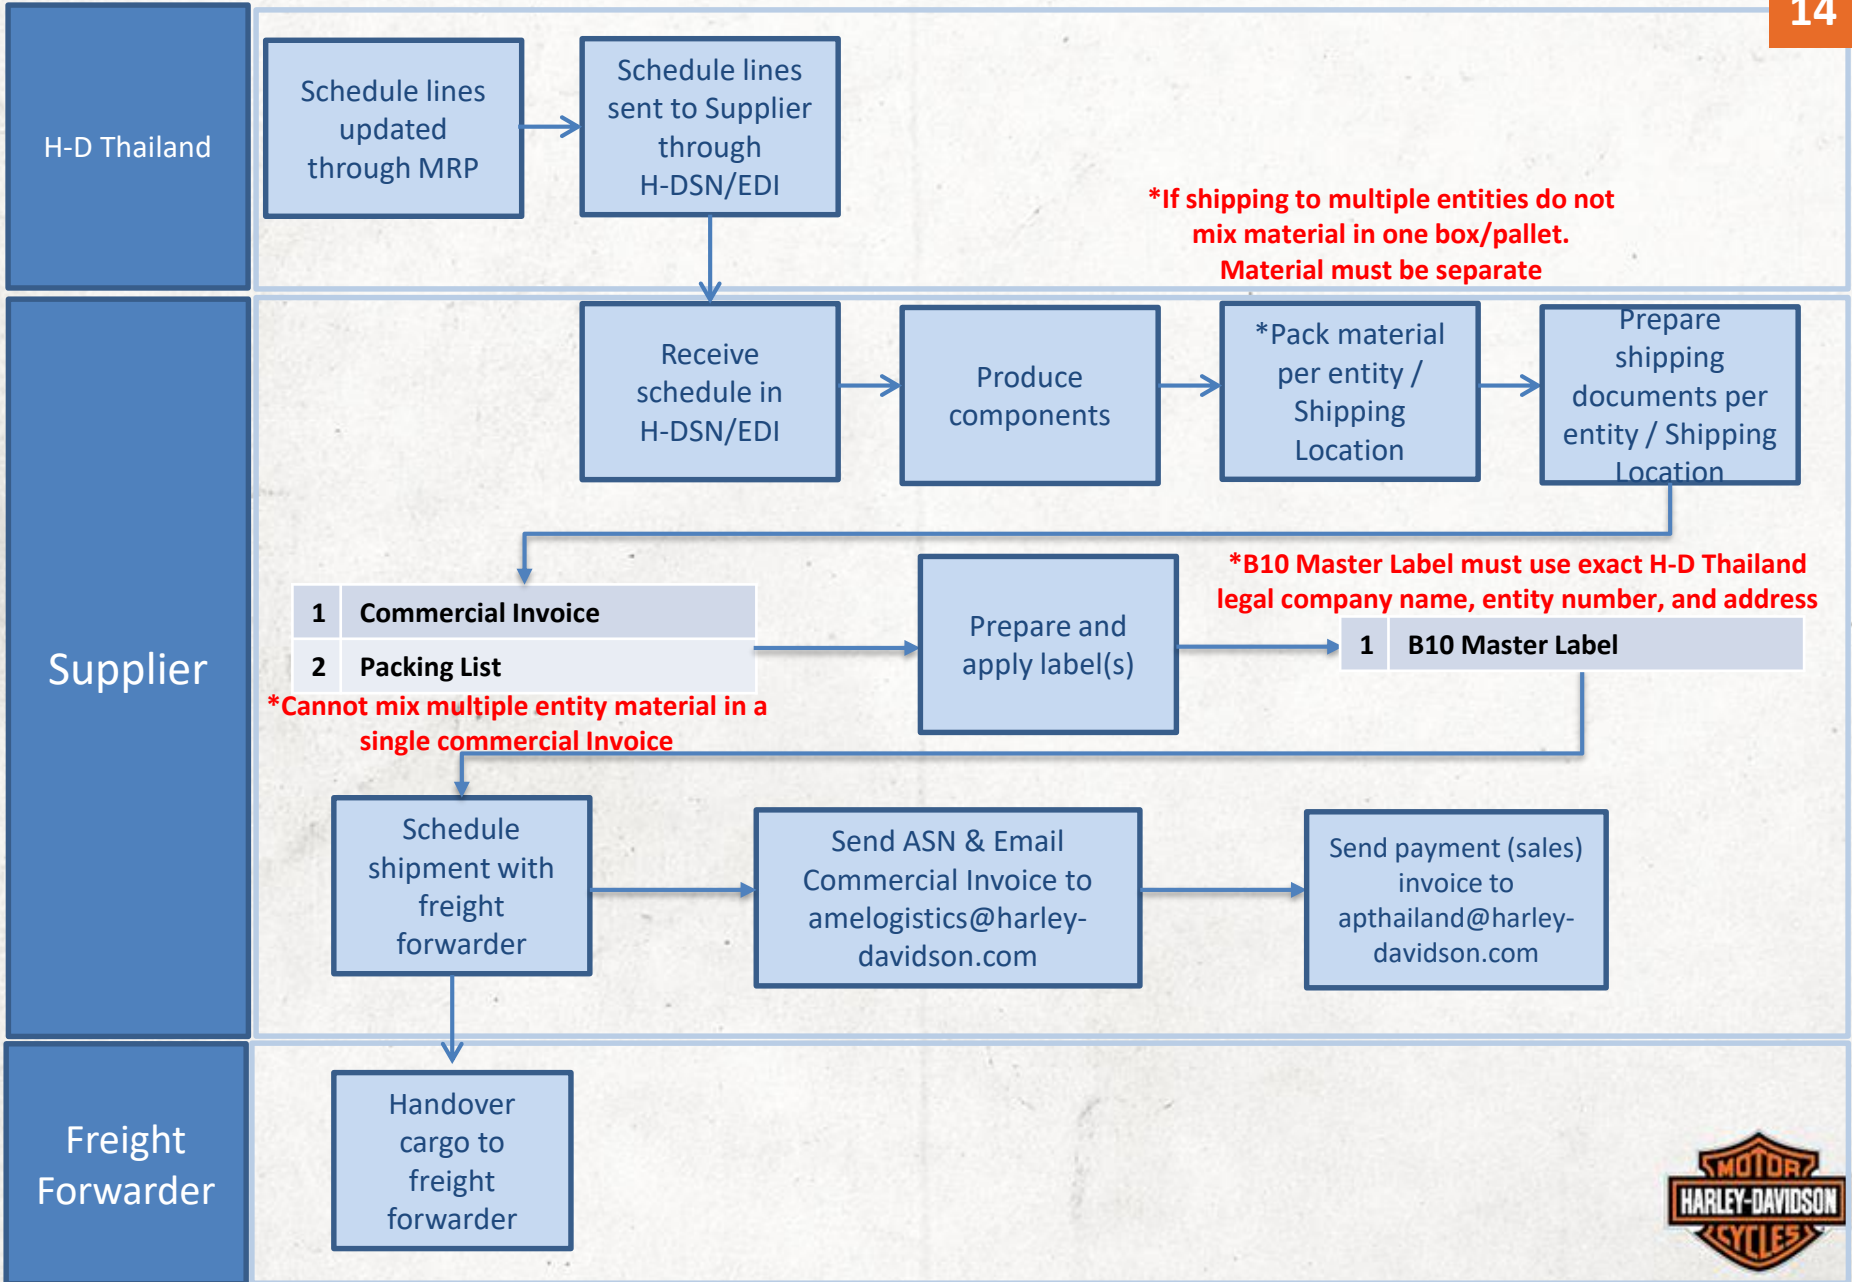 14
H-D Thailand
Schedule lines
updated
through MRP
Schedule lines
sent to Supplier
through
H-DSN/EDI
*If shipping to multiple entities do not
mix material in one box/pallet.
Material must be separate
Supplier
Receive
schedule in
H-DSN/EDI
Produce
components
*Pack material
per entity /
Shipping
Location
Prepare
shipping
documents per
entity / Shipping
Location
1 Commercial Invoice
2 Packing List
*Cannot mix multiple entity material in a
single commercial Invoice
Prepare and
apply label(s)
*B10 Master Label must use exact H-D Thailand
legal company name, entity number, and address
1 B10 Master Label
Schedule
shipment with
freight
forwarder
Send ASN & Email
Commercial Invoice to
amelogistics@harley-
davidson.com
Send payment (sales)
invoice to
apthailand@harley-
davidson.com
Freight
Forwarder
Handover
cargo to
freight
forwarder
MOTOR
HARLEY-DAVIDSON
CYCLES